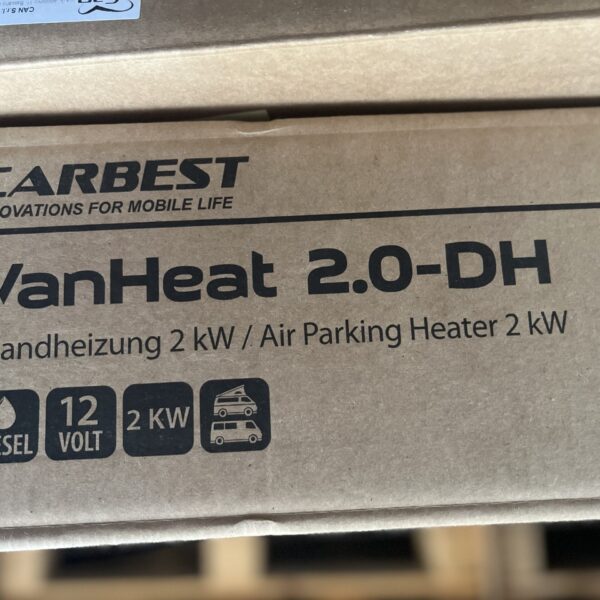 CAN S.r.l.
CARBEST
OVATIONS FOR MOBILE LIFE
VanHeat 2.0-DH
andheizung 2 kW / Air Parking Heater 2 kW
ESEL
12
VOLT
2 KW